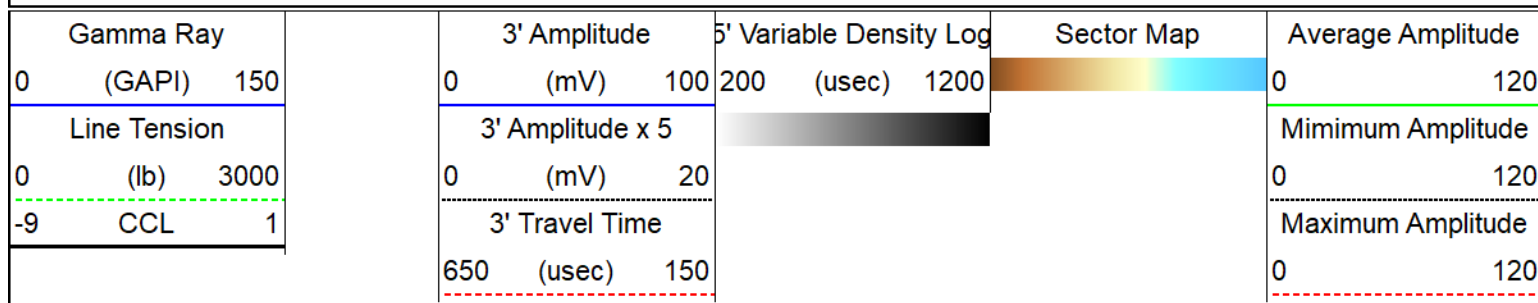 Gamma Ray
0 (GAPI) 150
Line Tension
0 (lb) 3000
-9 CCL 1
3' Amplitude
0 (mV) 100
3' Amplitude x 5
0 (mV) 20
3' Travel Time
650 (usec) 150
5' Variable Density Log
200 (usec) 1200
Sector Map
Average Amplitude
0 120
Mimimum Amplitude
0 120
Maximum Amplitude
0 120